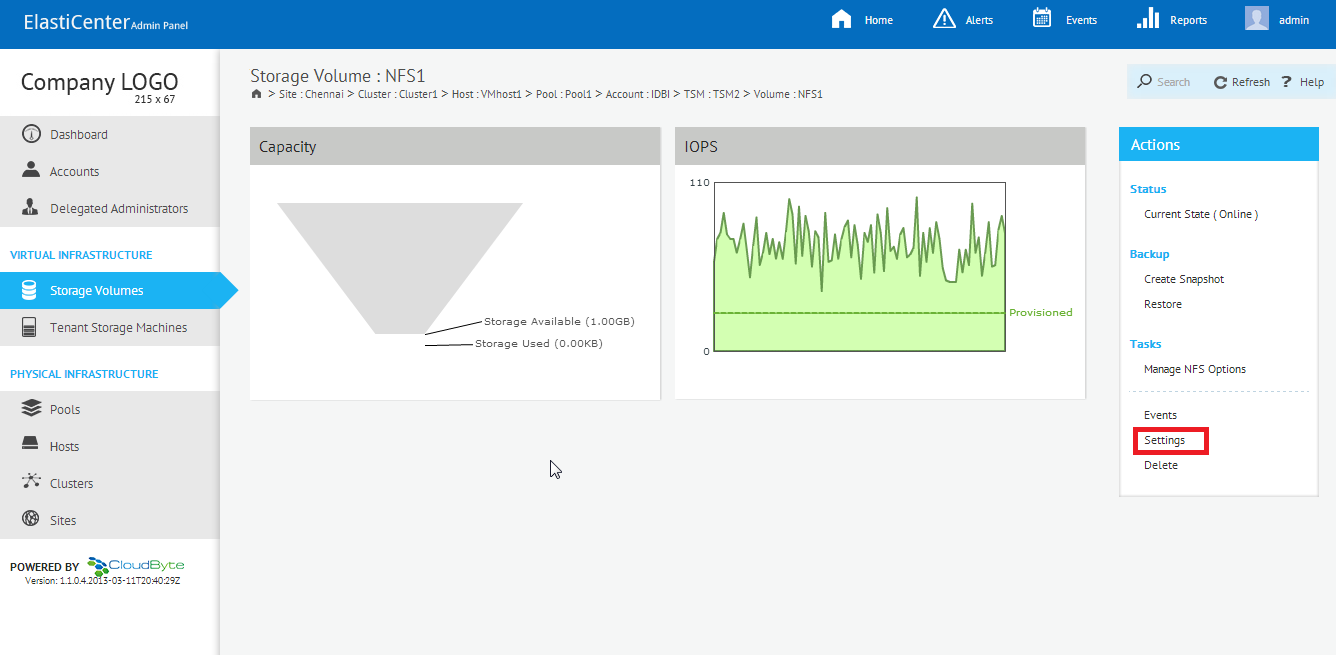 ElastiCenter Admin Panel
Home
Alerts
Events
Reports
admin
Company LOGO
215 x 67
Dashboard
Accounts
Delegated Administrators
VIRTUAL INFRASTRUCTURE
Storage Volumes
Tenant Storage Machines
PHYSICAL INFRASTRUCTURE
Pools
Hosts
Clusters
Sites
POWERED BY CloudByte
Version: 1.1.0.4.2013-03-11T20:40:29Z
Storage Volume : NFS1
> Site : Chennai > Cluster : Cluster1 > Host : VMhost1 > Pool : Pool1 > Account : IDBI > TSM : TSM2 > Volume : NFS1
Search
Refresh
? Help
Capacity
Storage Available (1.00GB)
Storage Used (0.00KB)
IOPS
110
0
Provisioned
Actions
Status
Current State ( Online )
Backup
Create Snapshot
Restore
Tasks
Manage NFS Options
Events
Settings
Delete